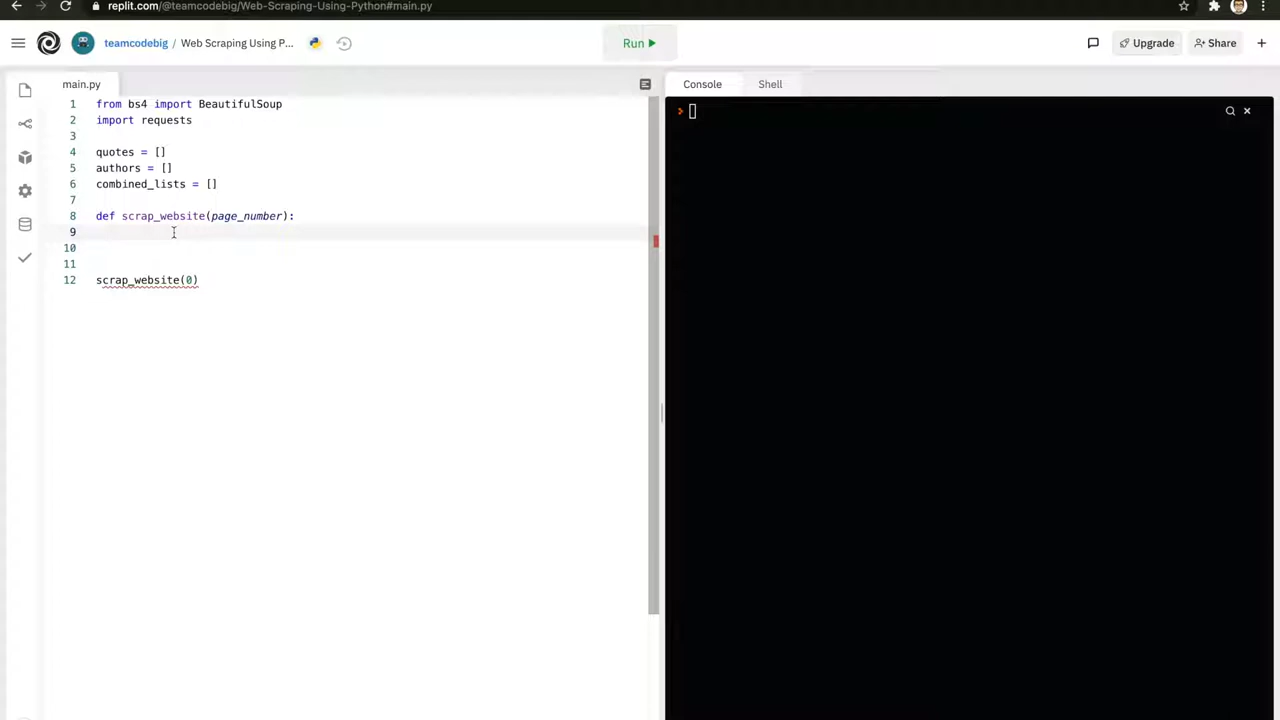 replit.com/@teamcodebig/Web-Scraping-Using-Python#main.py
teamcodebig / Web Scraping Using P...
Run
Upgrade
Share
main.py
Console
Shell
1 from bs4 import BeautifulSoup
2 import requests
3
4 quotes = []
5 authors = []
6 combined_lists = []
7
8 def scrap_website(page_number):
9
10
11
12 scrap_website(0)